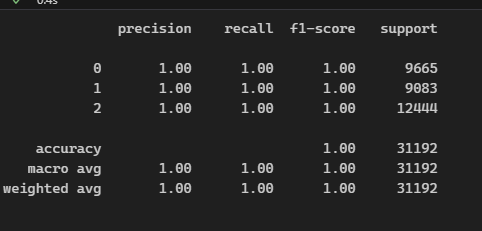 0.4s
precision recall f1-score support
0 1.00 1.00 1.00 9665
1 1.00 1.00 1.00 9083
2 1.00 1.00 1.00 12444
accuracy 1.00 31192
macro avg 1.00 1.00 1.00 31192
weighted avg 1.00 1.00 1.00 31192